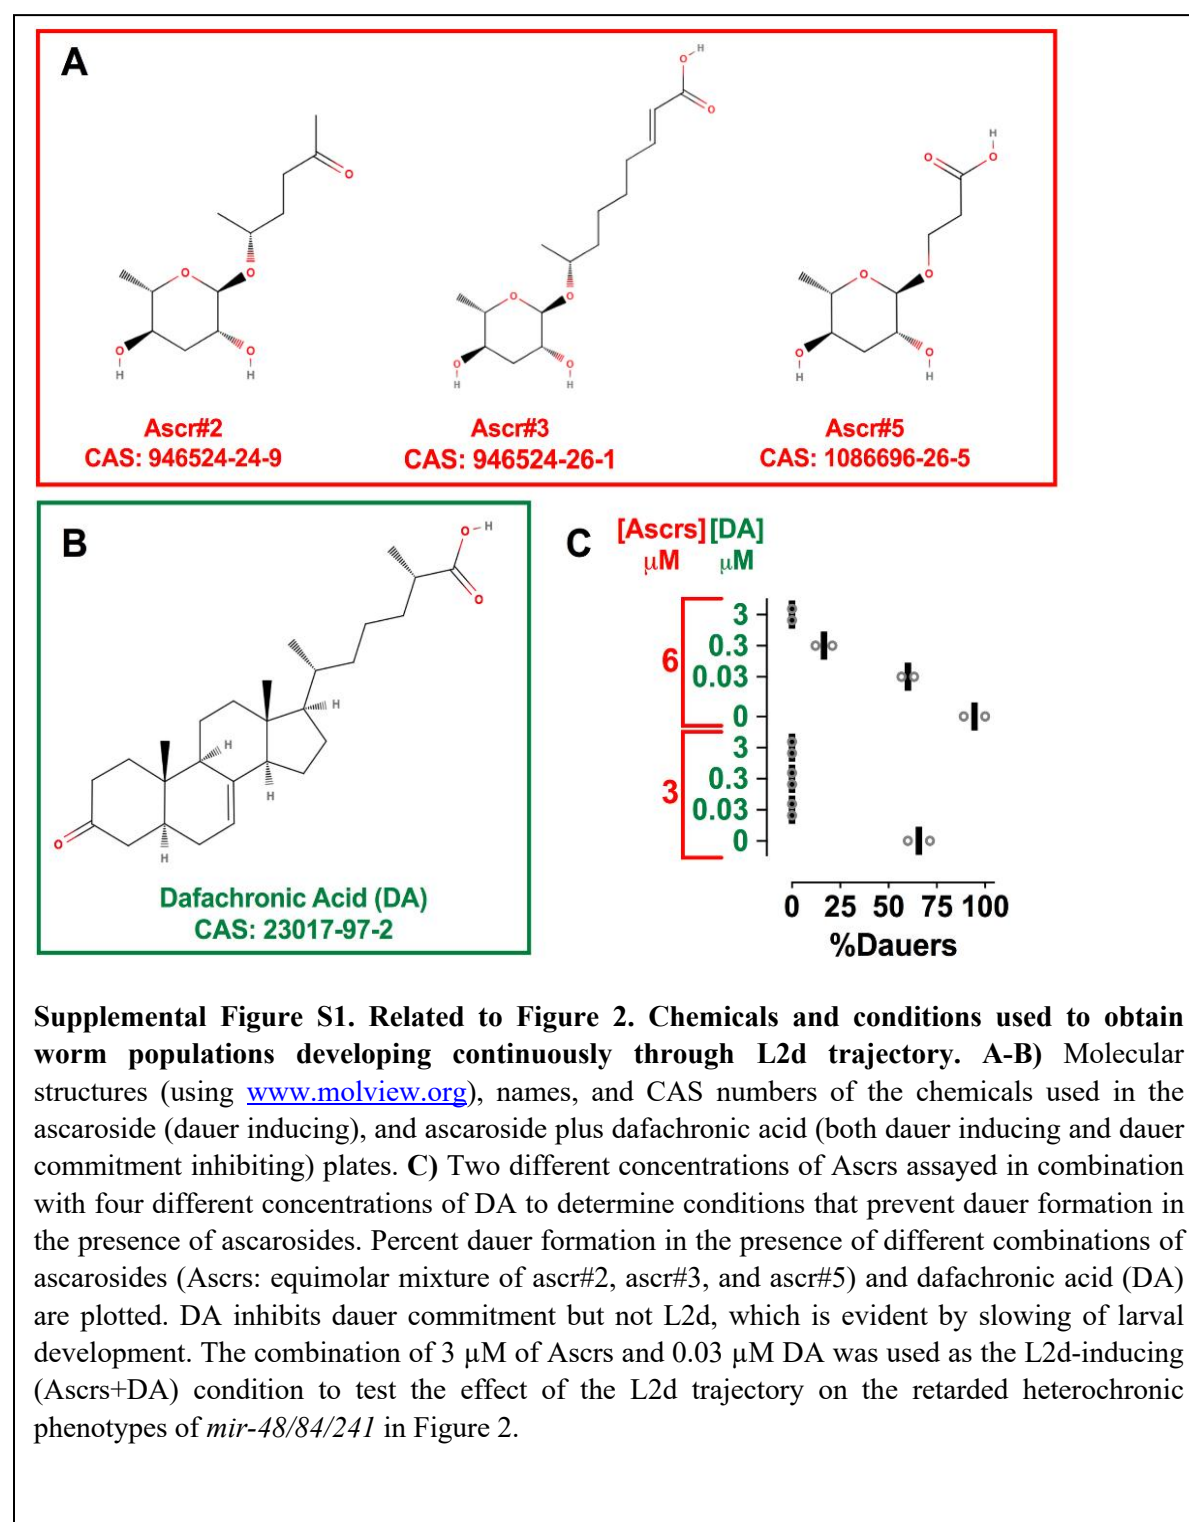 A
H
O
O
O
O
O
O
O
H
H
Ascr#2
CAS: 946524-24-9
O
O
O
O
H
H
Ascr#3
CAS: 946524-26-1
H
O
O
O
O
O
O
H
H
Ascr#5
CAS: 1086696-26-5
B
O
H
O
H
H
H
H
O
Dafachronic Acid (DA)
CAS: 23017-97-2
C
[Ascrs] [DA]
µM µM
6
3
0.3
0.03
0
3
3
0.3
0.03
0
0 25 50 75 100
%Dauers
Supplemental Figure S1. Related to Figure 2. Chemicals and conditions used to obtain
worm populations developing continuously through L2d trajectory. A-B) Molecular
structures (using www.molview.org), names, and CAS numbers of the chemicals used in the
ascaroside (dauer inducing), and ascaroside plus dafachronic acid (both dauer inducing and dauer
commitment inhibiting) plates. C) Two different concentrations of Ascrs assayed in combination
with four different concentrations of DA to determine conditions that prevent dauer formation in
the presence of ascarosides. Percent dauer formation in the presence of different combinations of
ascarosides (Ascrs: equimolar mixture of ascr#2, ascr#3, and ascr#5) and dafachronic acid (DA)
are plotted. DA inhibits dauer commitment but not L2d, which is evident by slowing of larval
development. The combination of 3 µM of Ascrs and 0.03 µM DA was used as the L2d-inducing
(Ascrs+DA) condition to test the effect of the L2d trajectory on the retarded heterochronic
phenotypes of mir-48/84/241 in Figure 2.